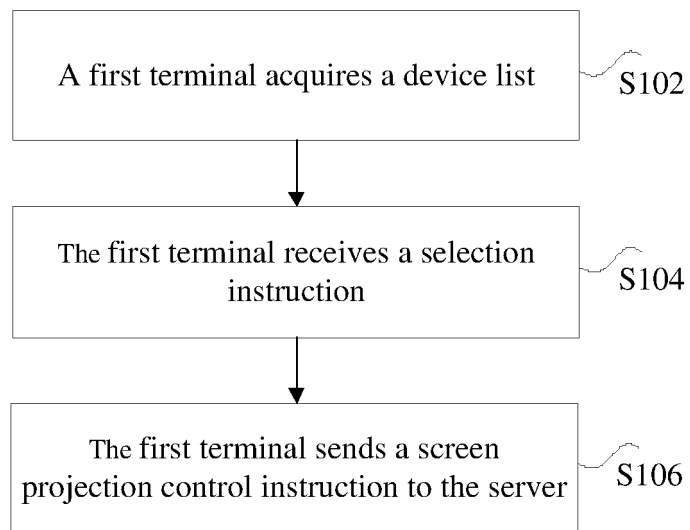 A first terminal acquires a device list
S102
The first terminal receives a selection
instruction
S104
The first terminal sends a screen
projection control instruction to the server
S106